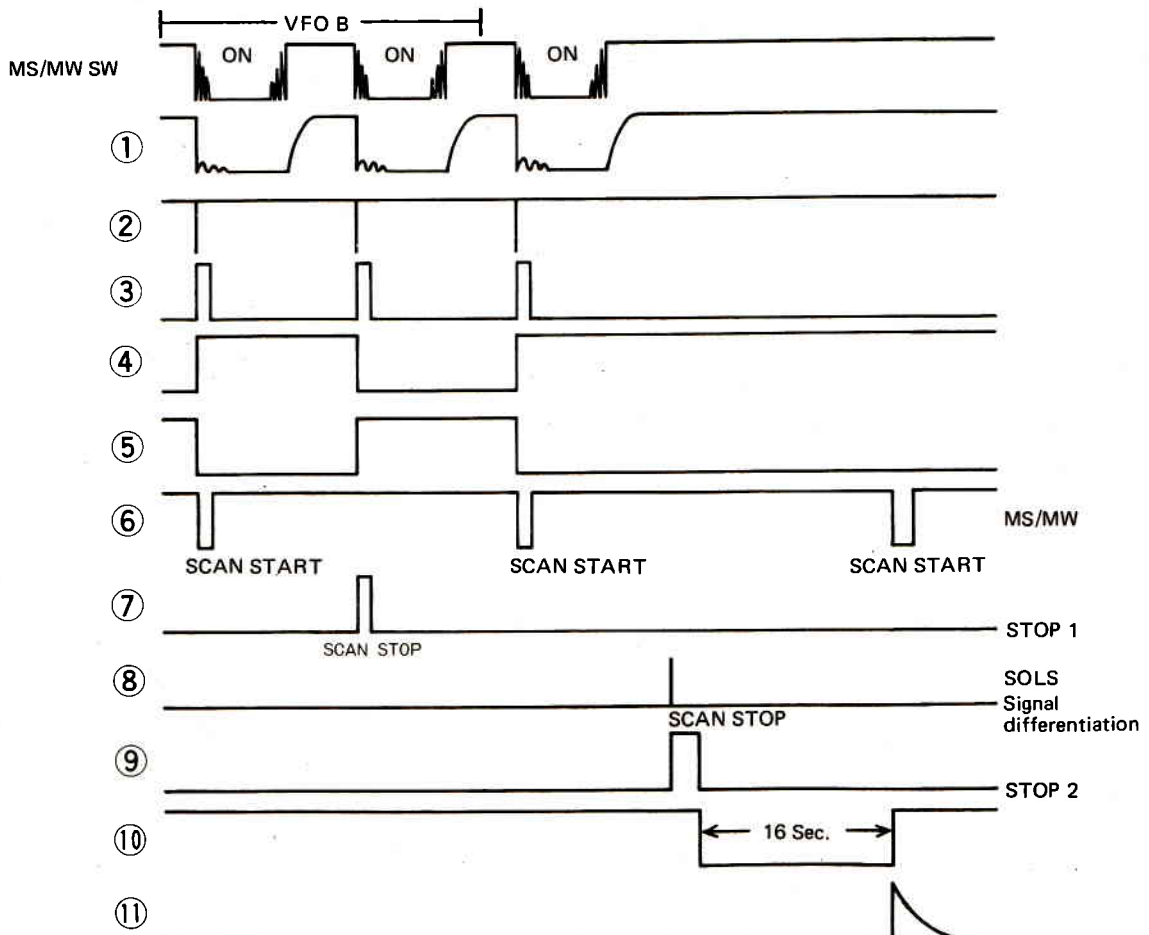 VFO B
MS/MW SW
ON ON ON
①
②
③
④
⑤
⑥ MS/MW
SCAN START SCAN START SCAN START
⑦ STOP 1
SCAN STOP
⑧ SOLS
Signal
differentiation
SCAN STOP
⑨ STOP 2
⑩ 16 Sec.
⑪